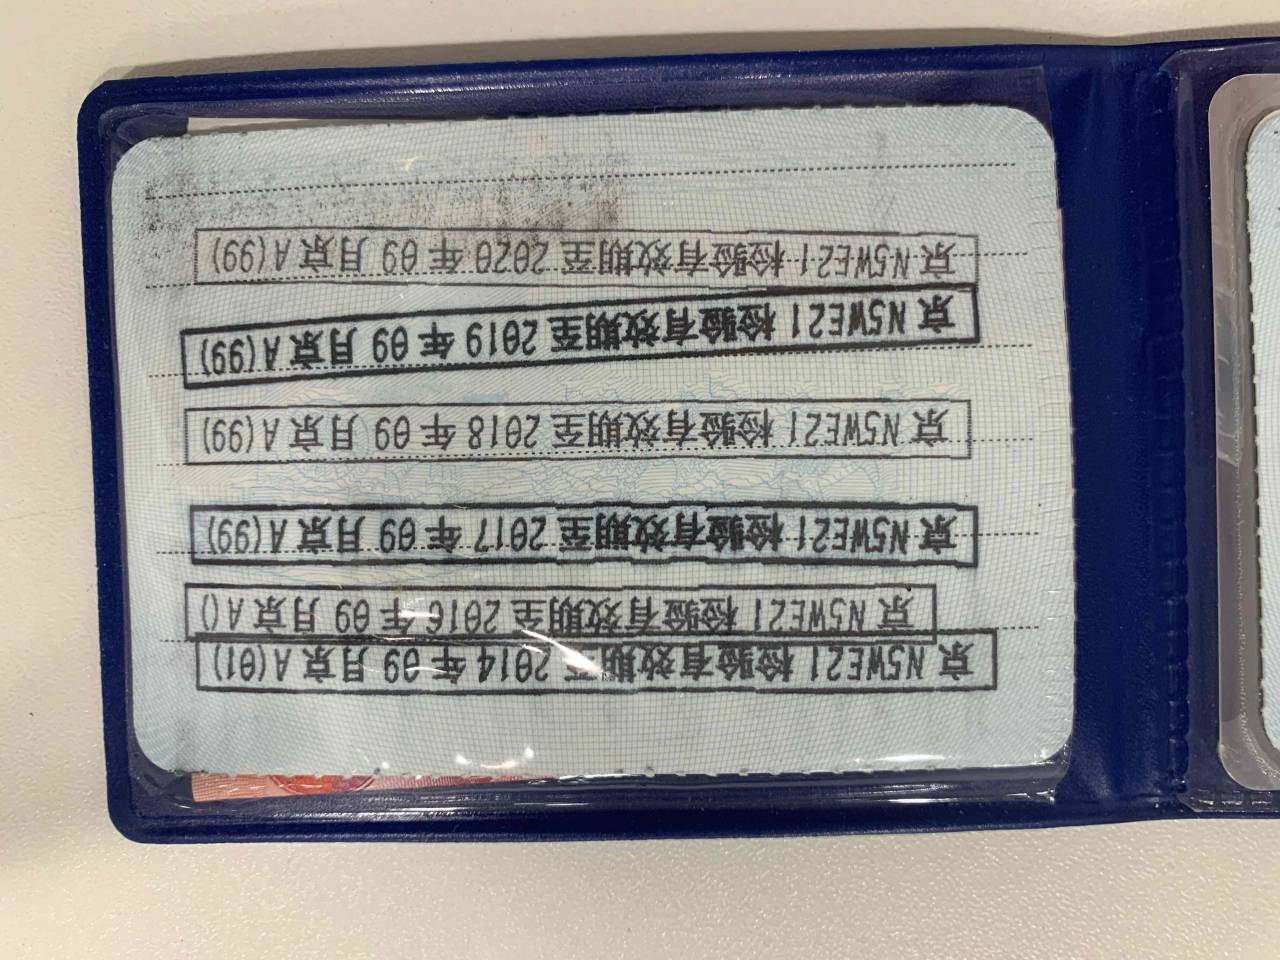 京N5WE21 检验有效期至 2014 年 09 月京A(01)
京N5WE21 检验有效期至 2016 年 09 月京A()
京N5WE21 检验有效期至 2017 年 09 月京A(99)
京N5WE21 检验有效期至 2018 年 09 月京A(99)
京N5WE21 检验有效期至 2019 年 09 月京A(99)
京N5WE21 检验有效期至 2020 年 09 月京A(99)